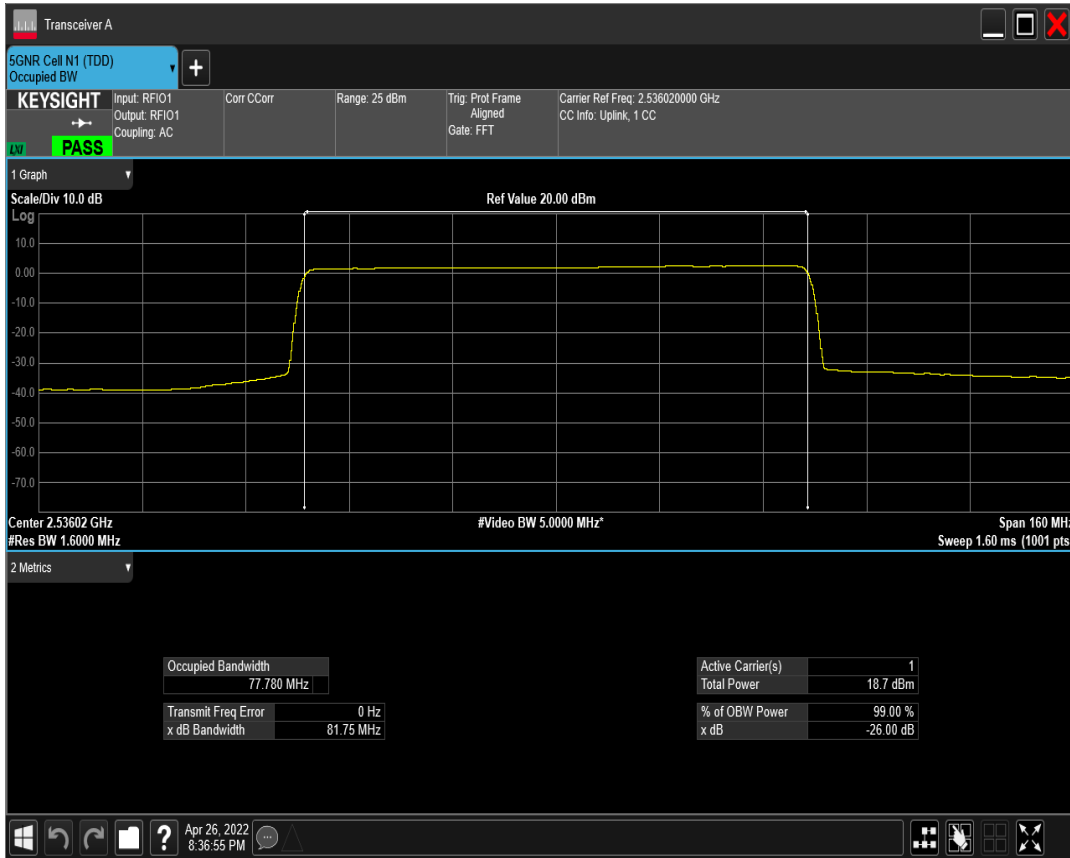 Transceiver A
5GNR Cell N1 (TDD)
Occupied BW
KEYSIGHT
Input: RFIO1
Output: RFIO1
Coupling: AC
Corr CCorr
Range: 25 dBm
Trig: Prot Frame
Aligned
Gate: FFT
Carrier Ref Freq: 2.536020000 GHz
CC Info: Uplink, 1 CC
LXI
PASS
1 Graph
Scale/Div 10.0 dB
Ref Value 20.00 dBm
Log
10.0
0.00
-10.0
-20.0
-30.0
-40.0
-50.0
-60.0
-70.0
Center 2.53602 GHz
#Video BW 5.0000 MHz*
Span 160 MHz
#Res BW 1.6000 MHz
Sweep 1.60 ms (1001 pts
2 Metrics
Occupied Bandwidth
77.780 MHz
Transmit Freq Error 0 Hz
x dB Bandwidth 81.75 MHz
Active Carrier(s) 1
Total Power 18.7 dBm
% of OBW Power 99.00 %
x dB -26.00 dB
?
Apr 26, 2022
8:36:55 PM